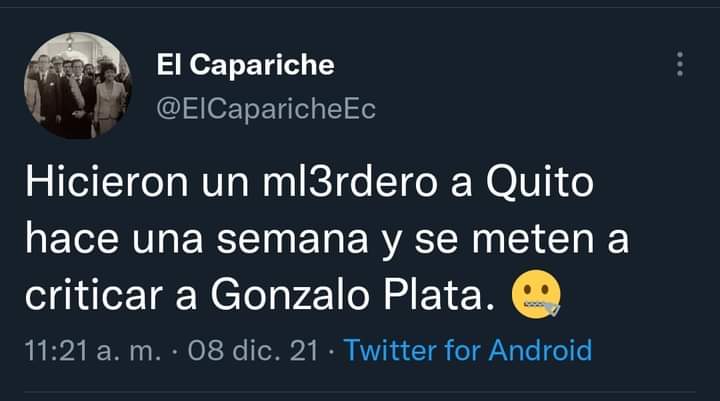 El Capariche
@ElCaparicheEc
Hicieron un ml3rdero a Quito
hace una semana y se meten a
criticar a Gonzalo Plata. 🤐
11:21 a. m. · 08 dic. 21 · Twitter for Android